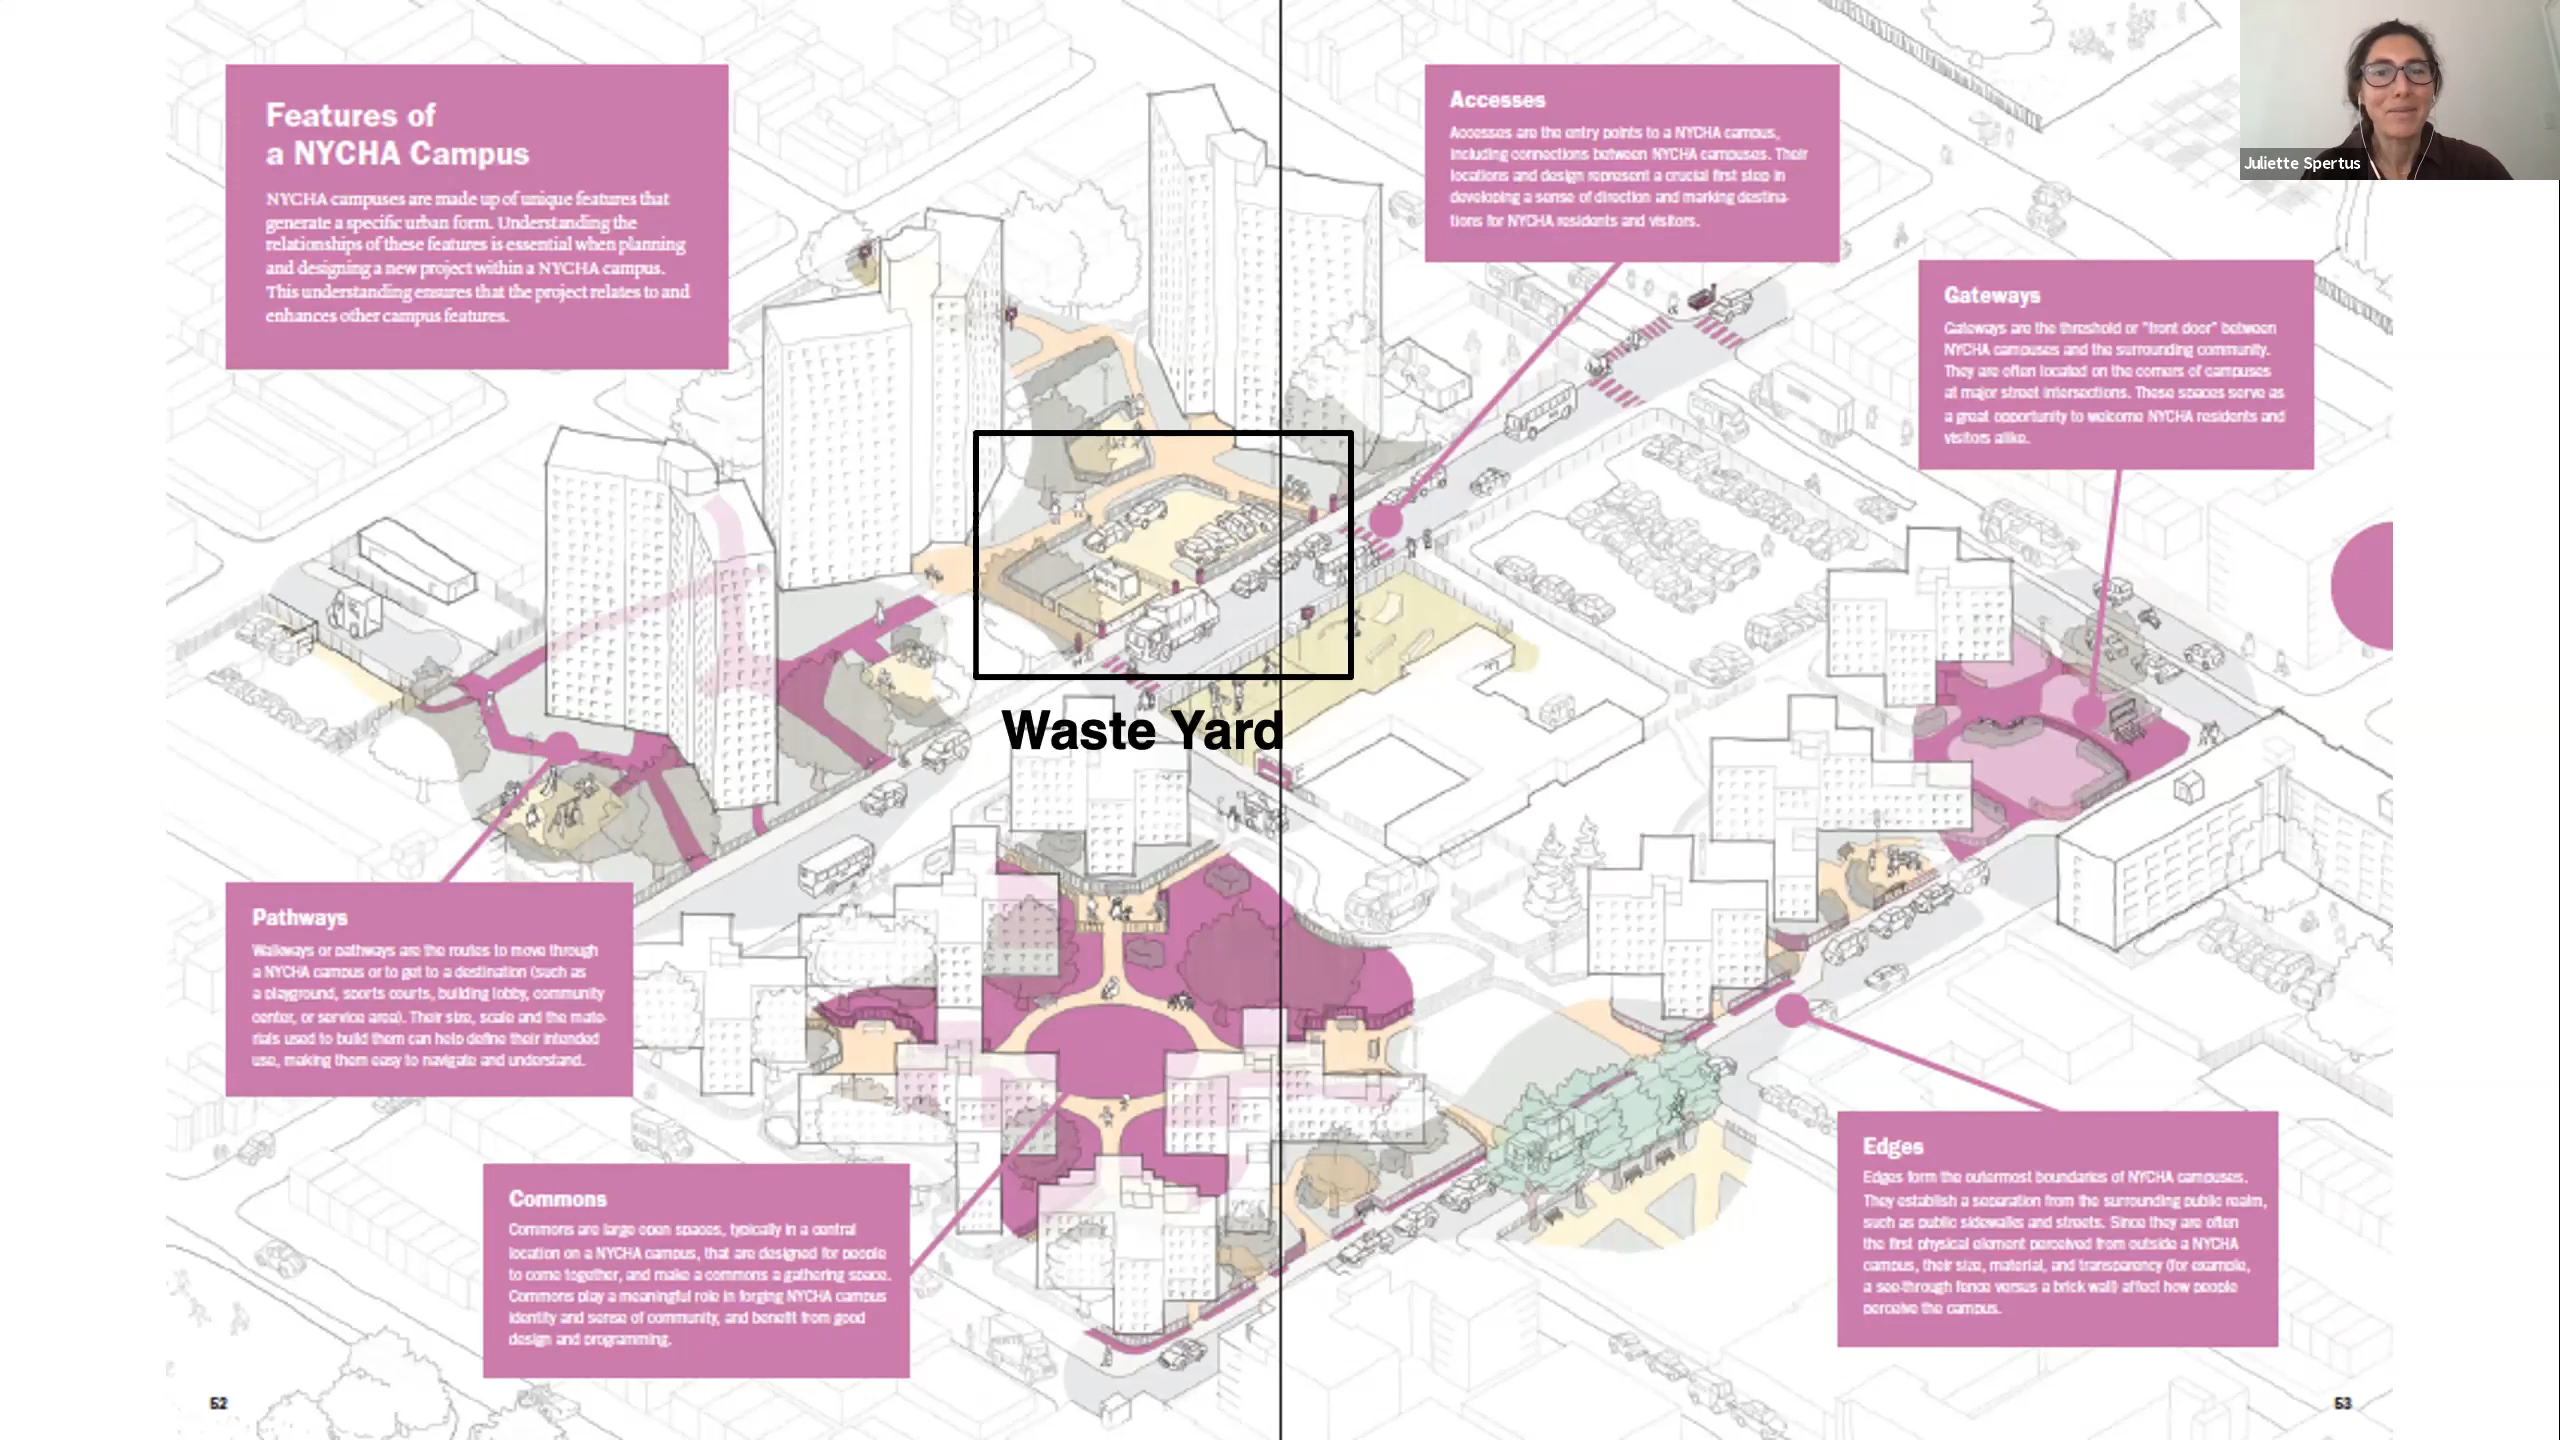 Features of
a NYCHA Campus
NYCHA campuses are made up of unique features that
generate a specific urban form. Understanding the
relationships of these features is essential when planning
and designing a new project within a NYCHA campus.
This understanding ensures that the project relates to and
enhances other campus features.
Accesses
Accesses are the entry points to a NYCHA campus,
including connections between NYCHA campuses. Their
locations and design represent a crucial first step in
developing a sense of direction and marking destina-
tions for NYCHA residents and visitors.
Juliette Spertus
Gateways
Gateways are the threshold or "front door" between
NYCHA campuses and the surrounding community.
They are often located on the corners of campuses
at major street intersections. These spaces serve as
a great opportunity to welcome NYCHA residents and
visitors alike.
Waste Yard
Pathways
Walkways or pathways are the routes to move through
a NYCHA campus or to get to a destination (such as
a playground, sports courts, building lobby, community
center, or service area). Their size, scale and the mate-
rials used to build them can help define their intended
use, making them easy to navigate and understand.
Commons
Commons are large open spaces, typically in a central
location on a NYCHA campus, that are designed for people
to come together, and make a commons a gathering space.
Commons play a meaningful role in forging NYCHA campus
identity and sense of community, and benefit from good
design and programming.
Edges
Edges form the outermost boundaries of NYCHA campuses.
They establish a separation from the surrounding public realm,
such as public sidewalks and streets. Since they are often
the first physical element perceived from outside a NYCHA
campus, their size, material, and transparency (for example,
a see-through fence versus a brick wall) affect how people
perceive the campus.
52
53